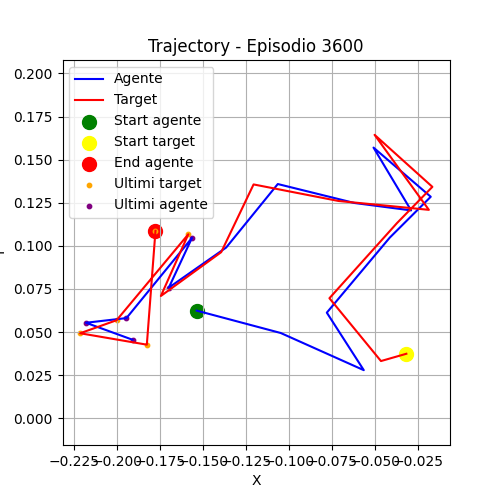 Trajectory - Episodio 3600
Agente
Target
Start agente
Start target
End agente
Ultimi target
Ultimi agente
0.200
0.175
0.150
0.125
0.100
0.075
0.050
0.025
0.000
−0.225 −0.200 −0.175 −0.150 −0.125 −0.100 −0.075 −0.050 −0.025
X